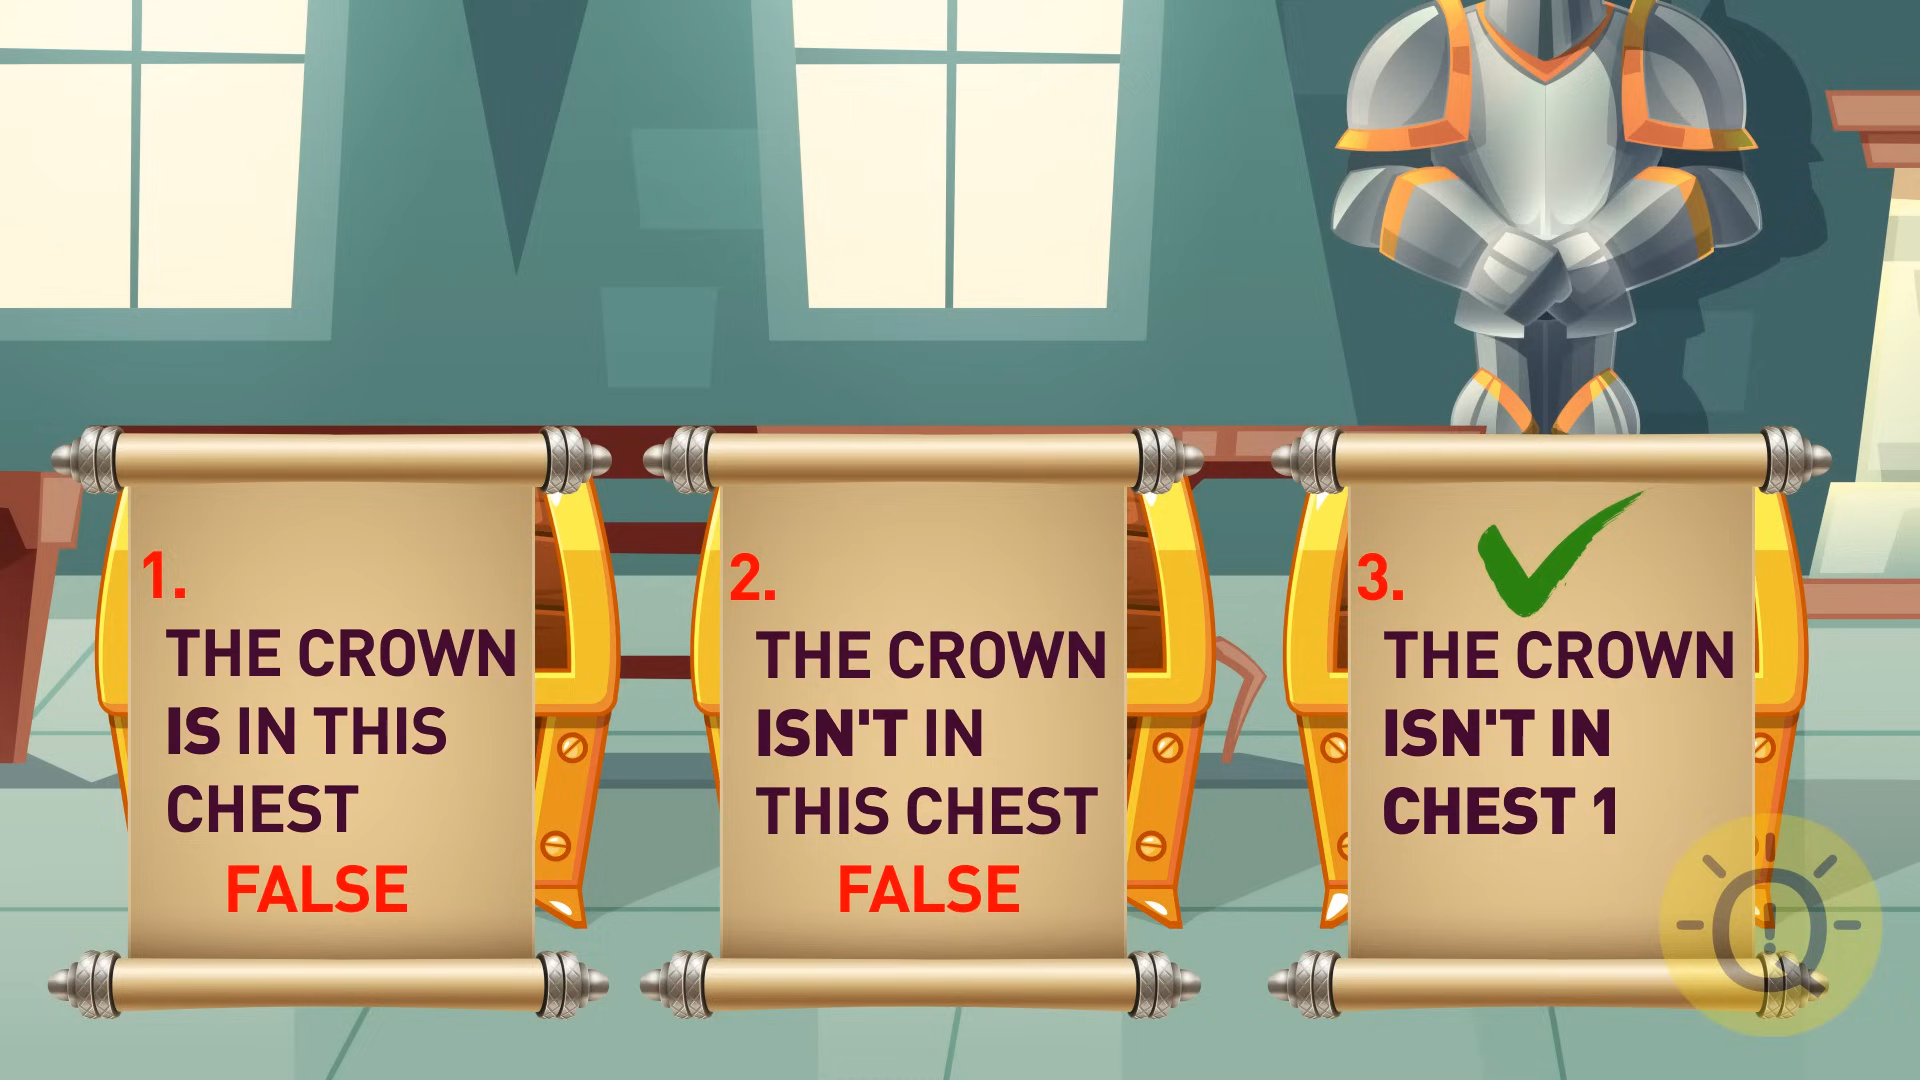 1.
THE CROWN
IS IN THIS
CHEST
FALSE
2.
THE CROWN
ISN'T IN
THIS CHEST
FALSE
3.
THE CROWN
ISN'T IN
CHEST 1